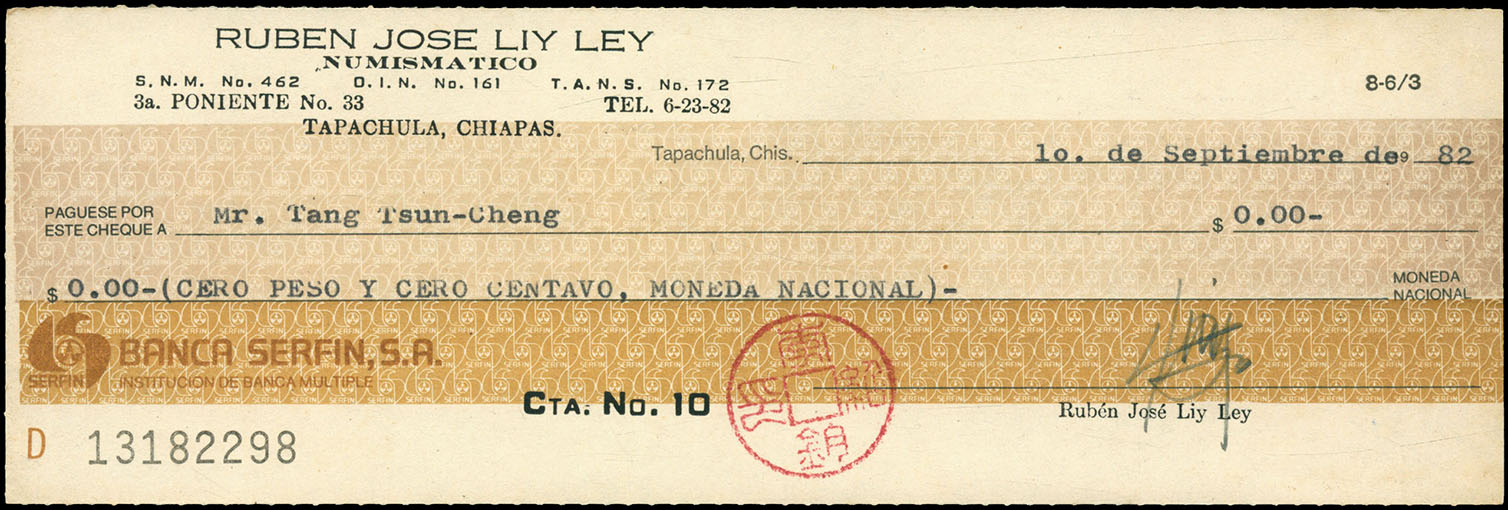 RUBEN JOSE LIY LEY
NUMISMATICO
S. N. M. No. 462 O. I. N. No. 161 T. A. N. S. No. 172
3a. PONIENTE No. 33 TEL. 6-23-82
TAPACHULA, CHIAPAS.
8-6/3
Tapachula, Chis., 1o. de Septiembre de 9 82
PAGUESE POR
ESTE CHEQUE A Mr. Tang Tsun-Cheng $ 0.00-
$ 0.00-(CERO PESO Y CERO CENTAVO, MONEDA NACIONAL)- MONEDA
NACIONAL
SERFIN
BANCA SERFIN, S.A.
INSTITUCION DE BANCA MULTIPLE
CTA. No. 10
Rubén José Liy Ley
D 13182298